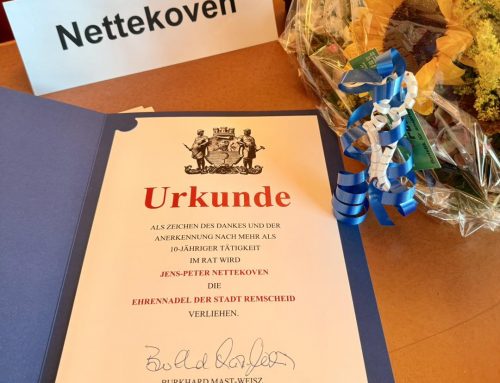 Nettekoven
Urkunde
ALS ZEICHEN DES DANKES UND DER
ANERKENNUNG NACH MEHR ALS
10-JÄHRIGER TÄTIGKEIT
IM RAT WIRD
JENS-PETER NETTEKOVEN
DIE
EHRENNADEL DER STADT REMSCHEID
VERLIEHEN.
BURKHARD MAST-WEISZ